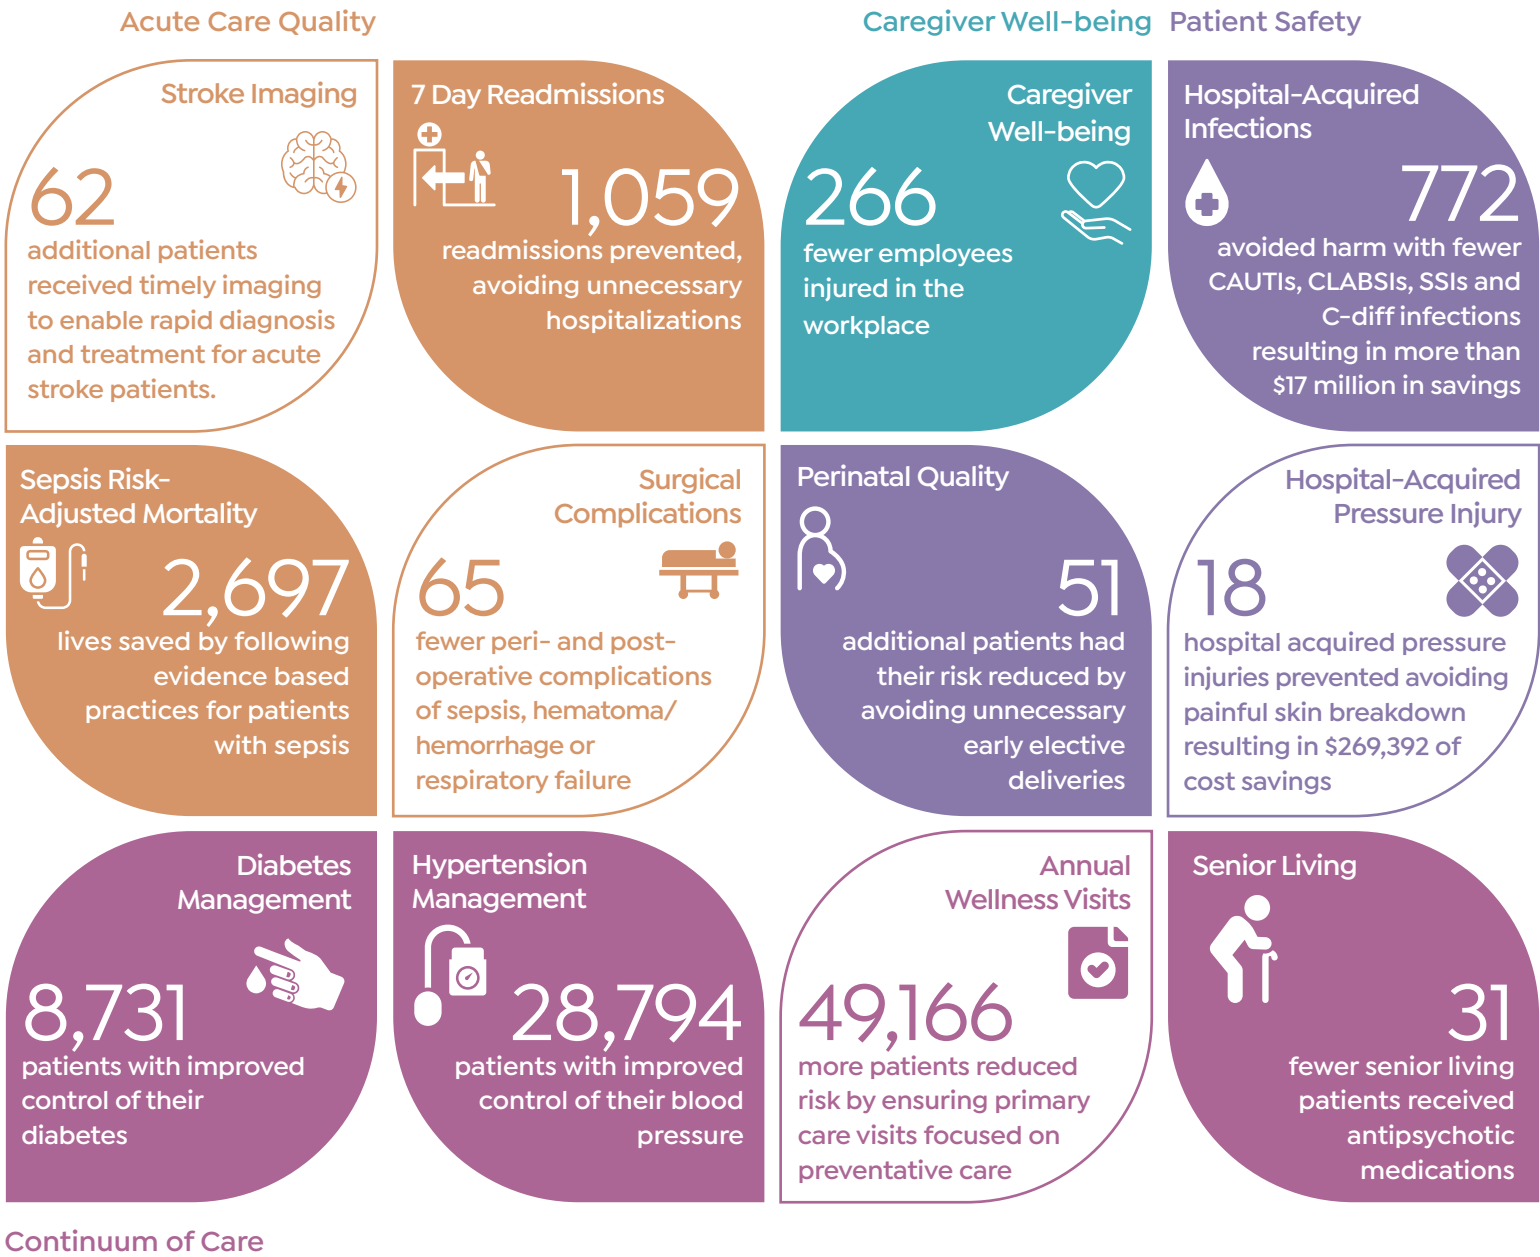 Acute Care Quality
Caregiver Well-being
Patient Safety
Stroke Imaging
62
additional patients
received timely imaging
to enable rapid diagnosis
and treatment for acute
stroke patients.
7 Day Readmissions
1,059
readmissions prevented,
avoiding unnecessary
hospitalizations
Caregiver
Well-being
266
fewer employees
injured in the
workplace
Hospital-Acquired
Infections
772
avoided harm with fewer
CAUTIs, CLABSIs, SSIs and
C-diff infections
resulting in more than
$17 million in savings
Sepsis Risk-
Adjusted Mortality
2,697
lives saved by following
evidence based
practices for patients
with sepsis
Surgical
Complications
65
fewer peri- and post-
operative complications
of sepsis, hematoma/
hemorrhage or
respiratory failure
Perinatal Quality
51
additional patients had
their risk reduced by
avoiding unnecessary
early elective
deliveries
Hospital-Acquired
Pressure Injury
18
hospital acquired pressure
injuries prevented avoiding
painful skin breakdown
resulting in $269,392 of
cost savings
Diabetes
Management
8,731
patients with improved
control of their
diabetes
Hypertension
Management
28,794
patients with improved
control of their blood
pressure
Annual
Wellness Visits
49,166
more patients reduced
risk by ensuring primary
care visits focused on
preventative care
Senior Living
31
fewer senior living
patients received
antipsychotic
medications
Continuum of Care